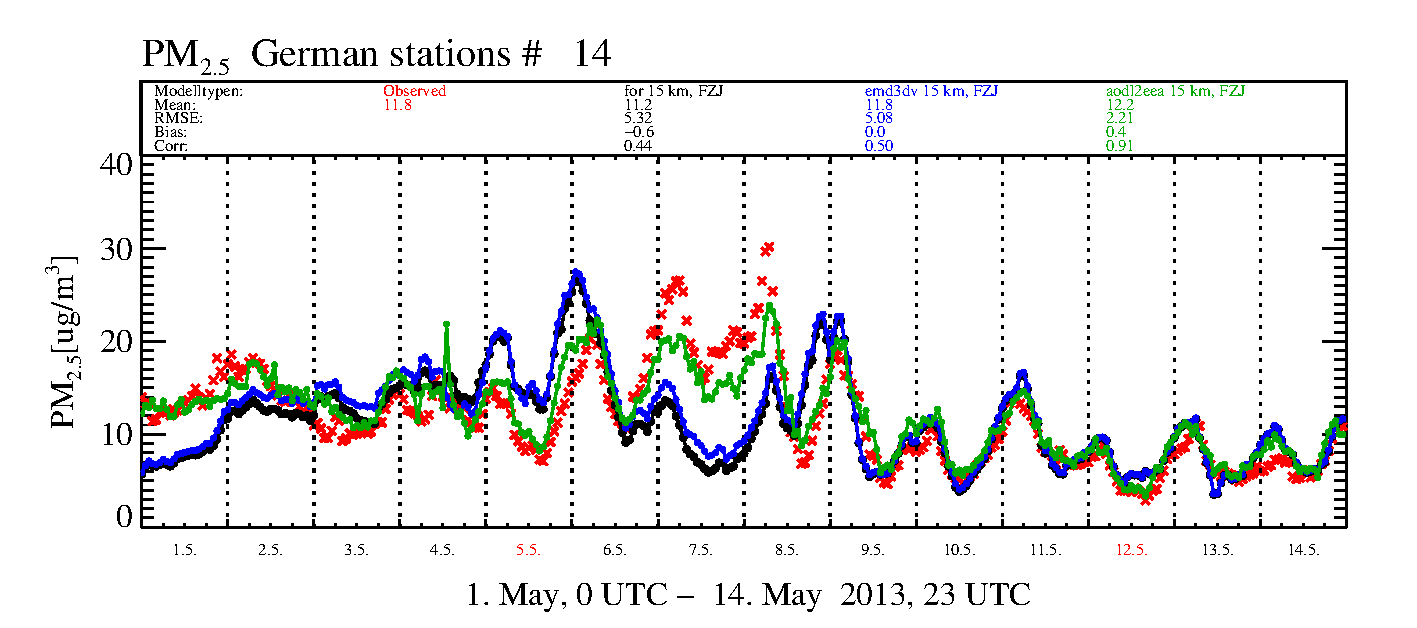 PM2.5 German stations # 14
Modelltypen: Observed for 15 km, FZJ emd3dv 15 km, FZJ aodl2eea 15 km, FZJ
Mean: 11.8 11.2 11.8 12.2
RMSE: 5.32 5.08 2.21
Bias: −0.6 0.0 0.4
Corr: 0.44 0.50 0.91
40
30
20
10
0
PM2.5[ug/m3]
1.5. 2.5. 3.5. 4.5. 5.5. 6.5. 7.5. 8.5. 9.5. 10.5. 11.5. 12.5. 13.5. 14.5.
1. May, 0 UTC − 14. May 2013, 23 UTC